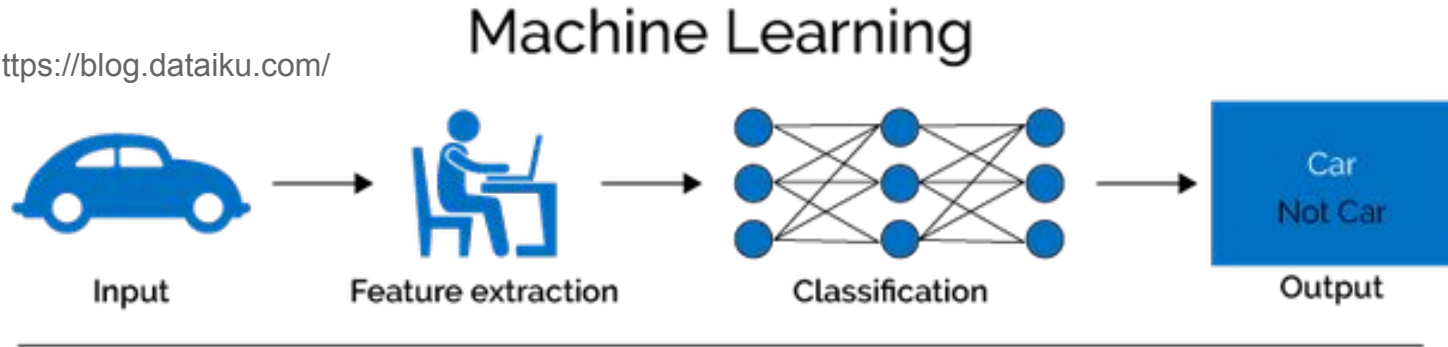 Machine Learning
ttps://blog.dataiku.com/
Car
Not Car
Input
Feature extraction
Classification
Output